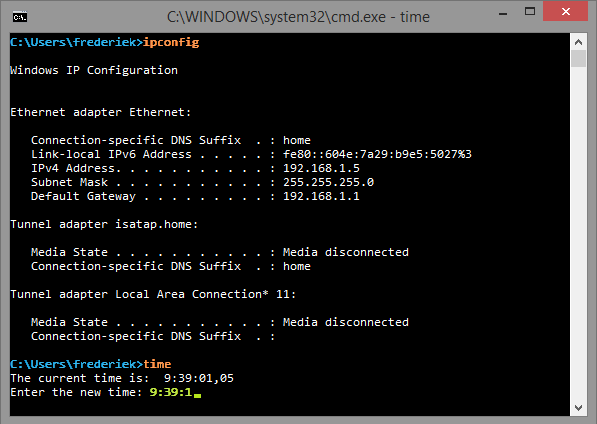 C:\WINDOWS\system32\cmd.exe - time
C:\Users\frederiek>ipconfig
Windows IP Configuration
Ethernet adapter Ethernet:
   Connection-specific DNS Suffix  . : home
   Link-local IPv6 Address . . . . . : fe80::604e:7a29:b9e5:5027%3
   IPv4 Address. . . . . . . . . . . : 192.168.1.5
   Subnet Mask . . . . . . . . . . . : 255.255.255.0
   Default Gateway . . . . . . . . . : 192.168.1.1
Tunnel adapter isatap.home:
   Media State . . . . . . . . . . . : Media disconnected
   Connection-specific DNS Suffix  . : home
Tunnel adapter Local Area Connection* 11:
   Media State . . . . . . . . . . . : Media disconnected
   Connection-specific DNS Suffix  . :
C:\Users\frederiek>time
The current time is:  9:39:01,05
Enter the new time: 9:39:1_